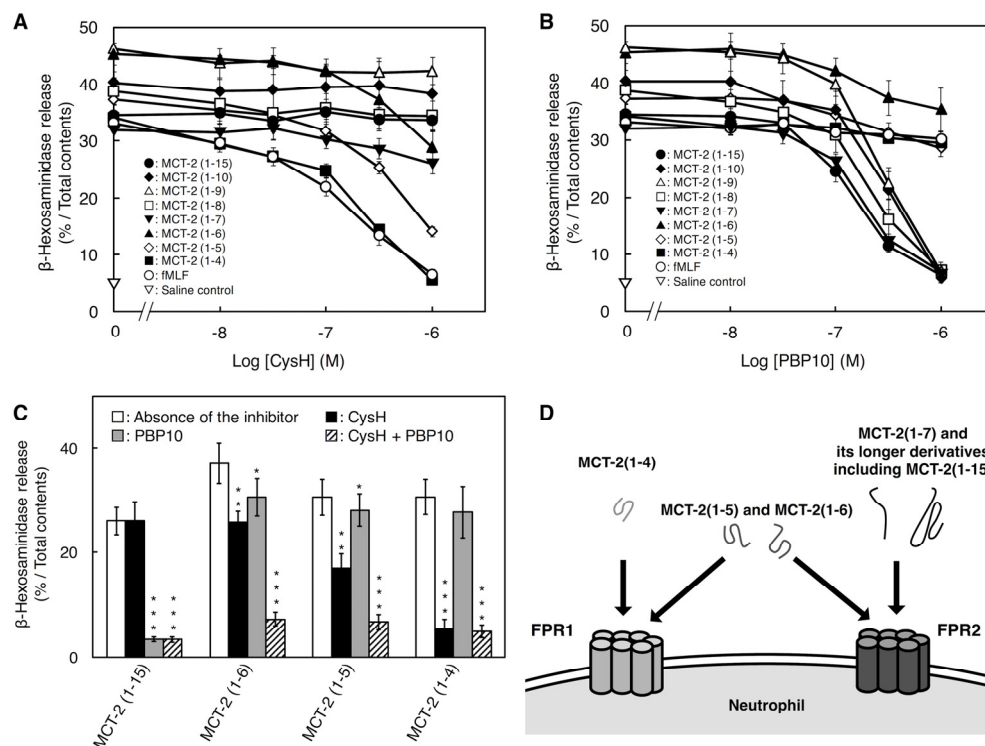 A
50
40
30
20
10
0
β-Hexosaminidase release
(% / Total contents)
●: MCT-2 (1-15)
◆: MCT-2 (1-10)
△: MCT-2 (1-9)
□: MCT-2 (1-8)
▼: MCT-2 (1-7)
▲: MCT-2 (1-6)
◇: MCT-2 (1-5)
■: MCT-2 (1-4)
○: fMLF
▽: Saline control
0 -8 -7 -6
Log [CysH] (M)
B
50
40
30
20
10
0
β-Hexosaminidase release
(% / Total contents)
●: MCT-2 (1-15)
◆: MCT-2 (1-10)
△: MCT-2 (1-9)
□: MCT-2 (1-8)
▼: MCT-2 (1-7)
▲: MCT-2 (1-6)
◇: MCT-2 (1-5)
■: MCT-2 (1-4)
○: fMLF
▽: Saline control
0 -8 -7 -6
Log [PBP10] (M)
C
□: Absence of the inhibitor
■: CysH
■: PBP10
▨: CysH + PBP10
β-Hexosaminidase release
(% / Total contents)
40
20
0
* * *
* * *
* *
*
* * *
* *
*
* * *
* * *
* * *
MCT-2 (1-15)
MCT-2 (1-6)
MCT-2 (1-5)
MCT-2 (1-4)
D
MCT-2(1-4)
MCT-2(1-5) and MCT-2(1-6)
MCT-2(1-7) and
its longer derivatives
including MCT-2(1-15
FPR1
FPR2
Neutrophil